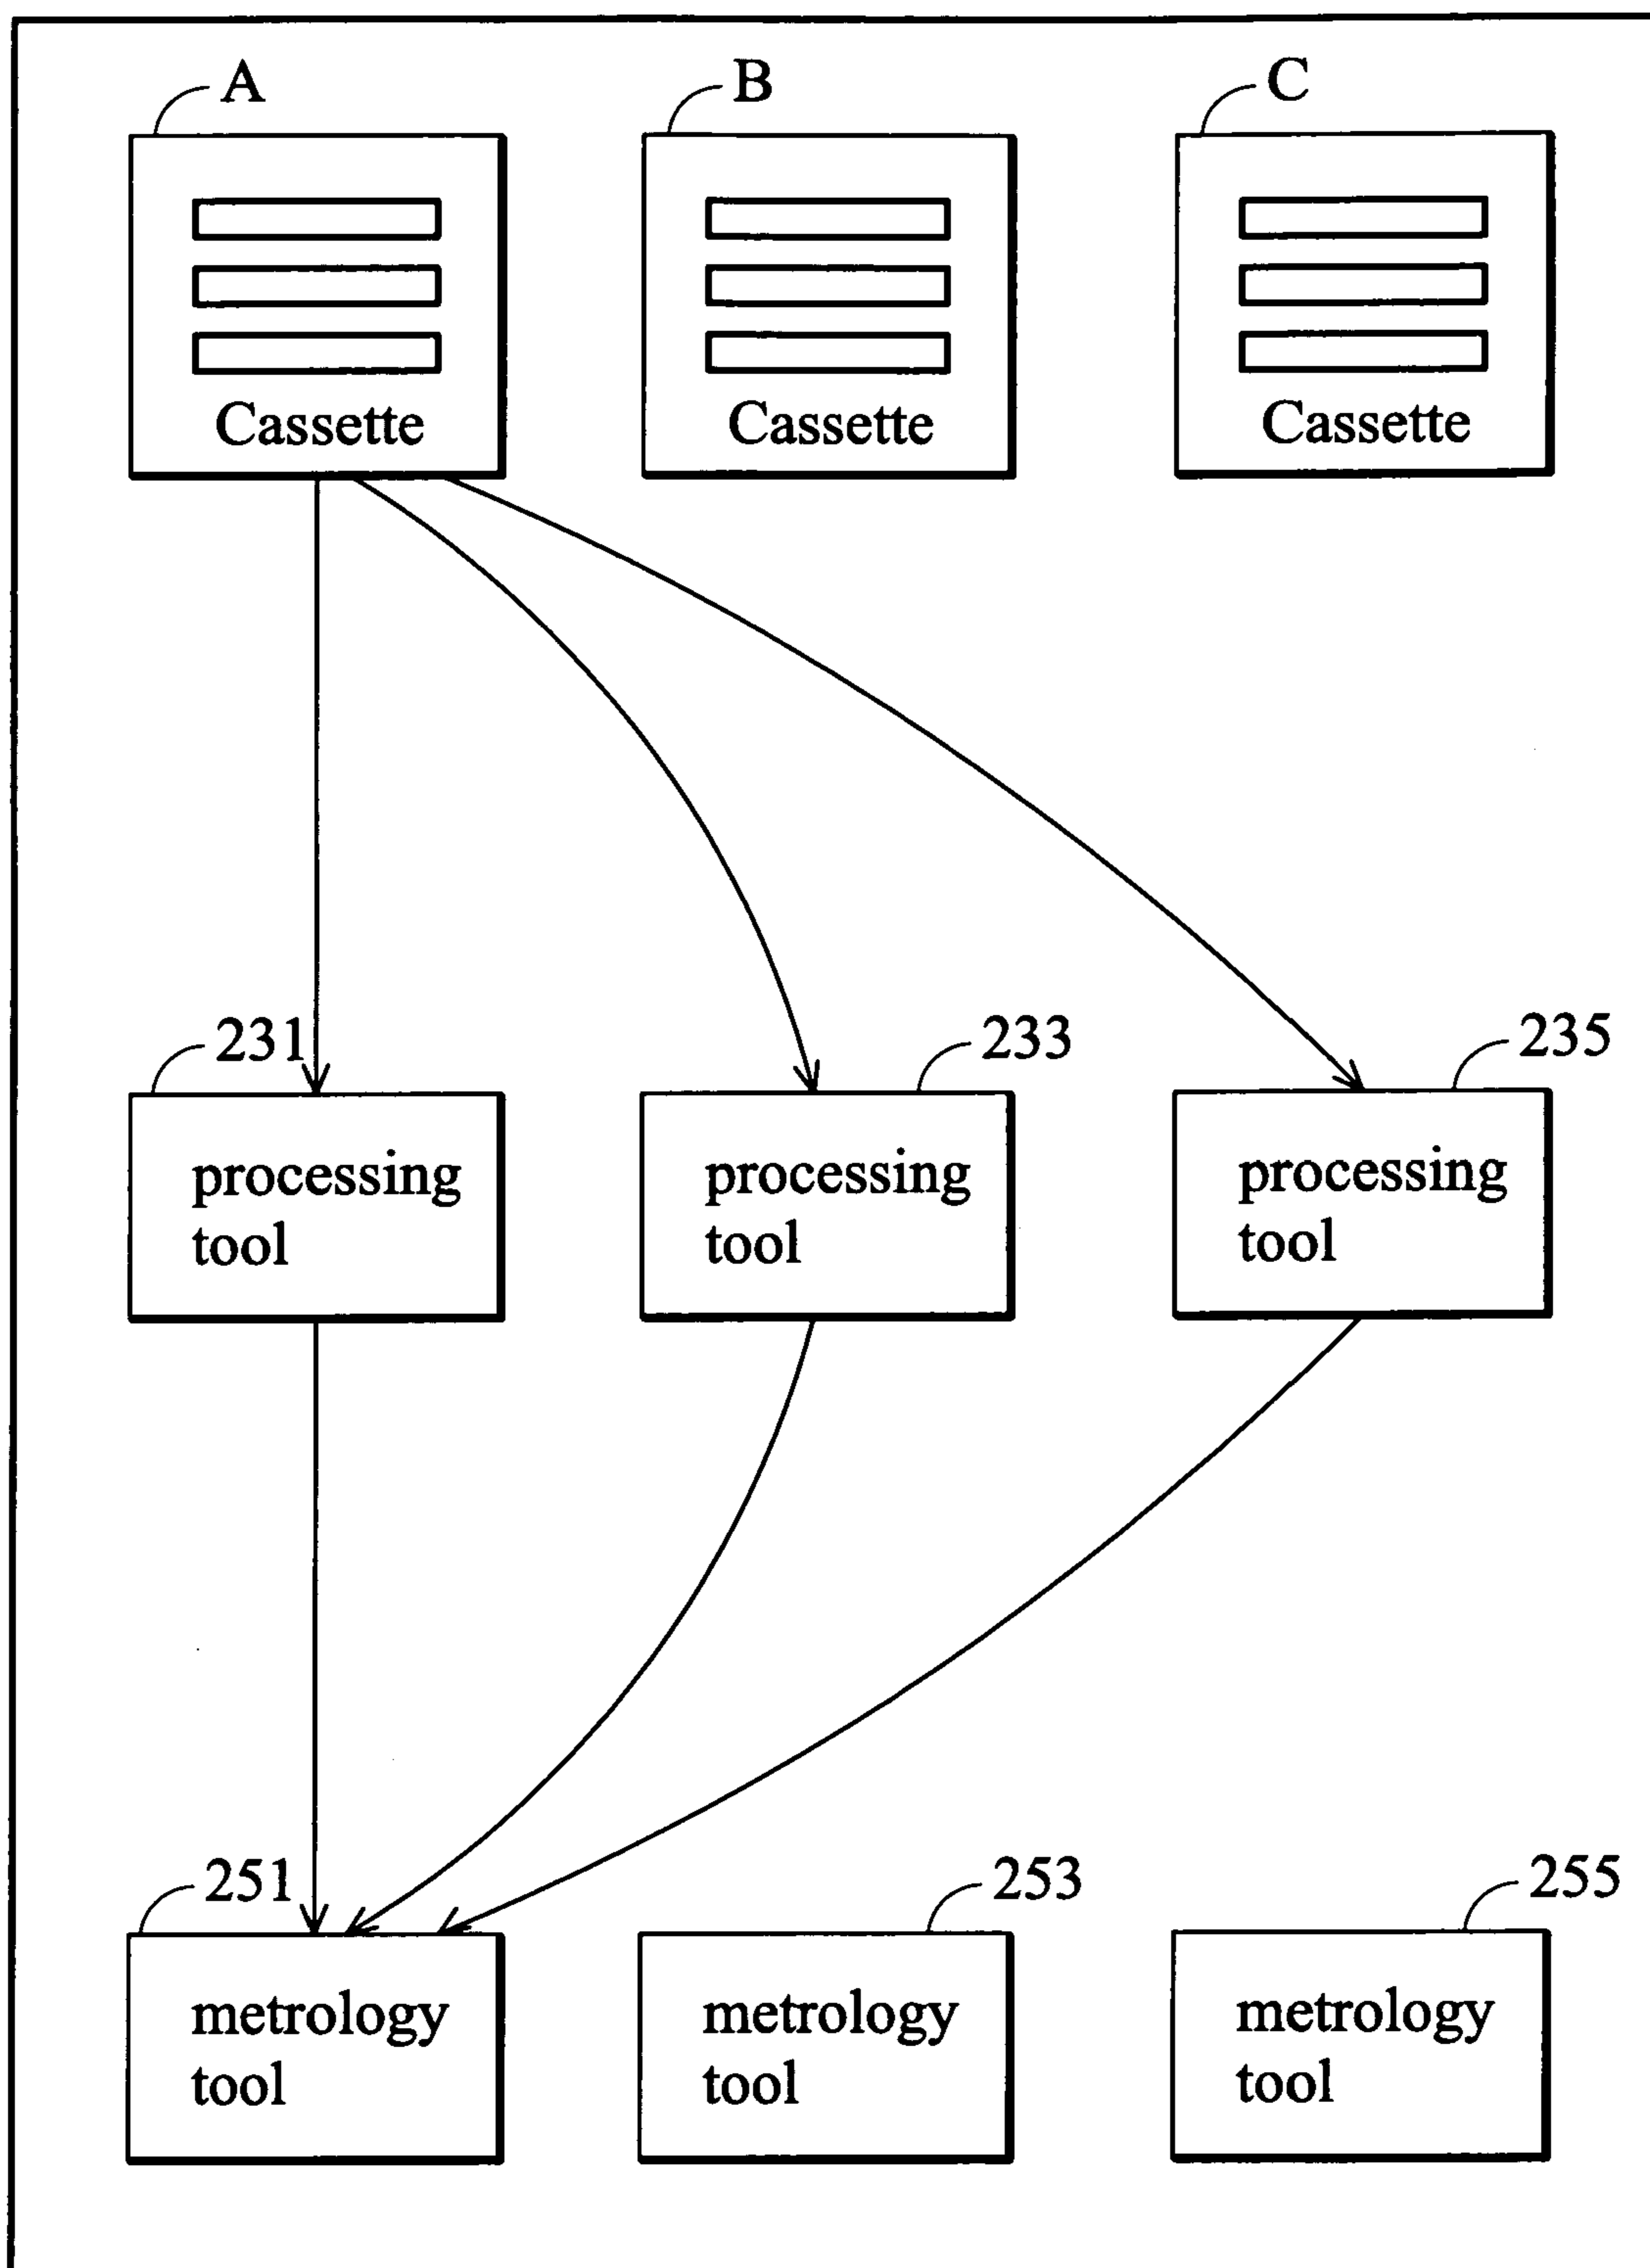 A
B
C
Cassette
Cassette
Cassette
231
233
235
processing
tool
processing
tool
processing
tool
251
253
255
metrology
tool
metrology
tool
metrology
tool